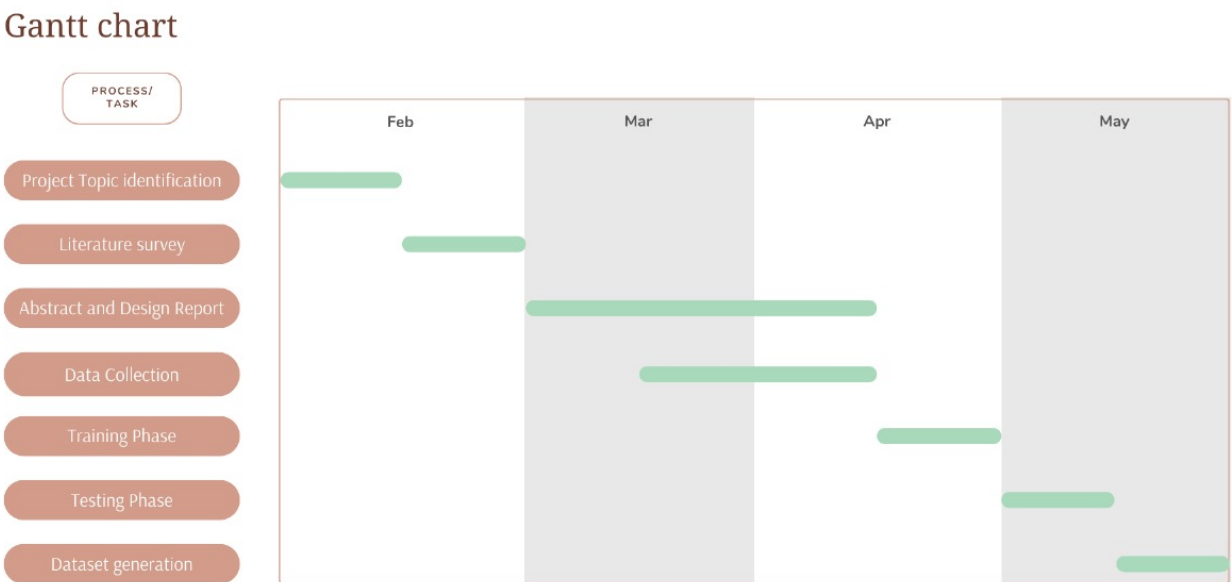 Gantt chart
PROCESS/
TASK
Feb
Mar
Apr
May
Project Topic identification
Literature survey
Abstract and Design Report
Data Collection
Training Phase
Testing Phase
Dataset generation